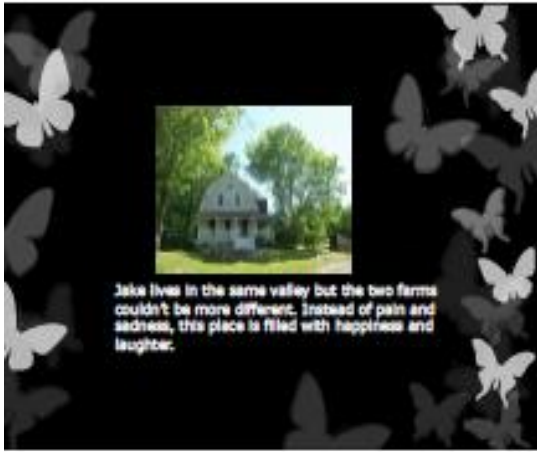 Jake lives in the same valley but the two farms
couldn't be more different. Instead of pain and
sadness, this place is filled with happiness and
laughter.